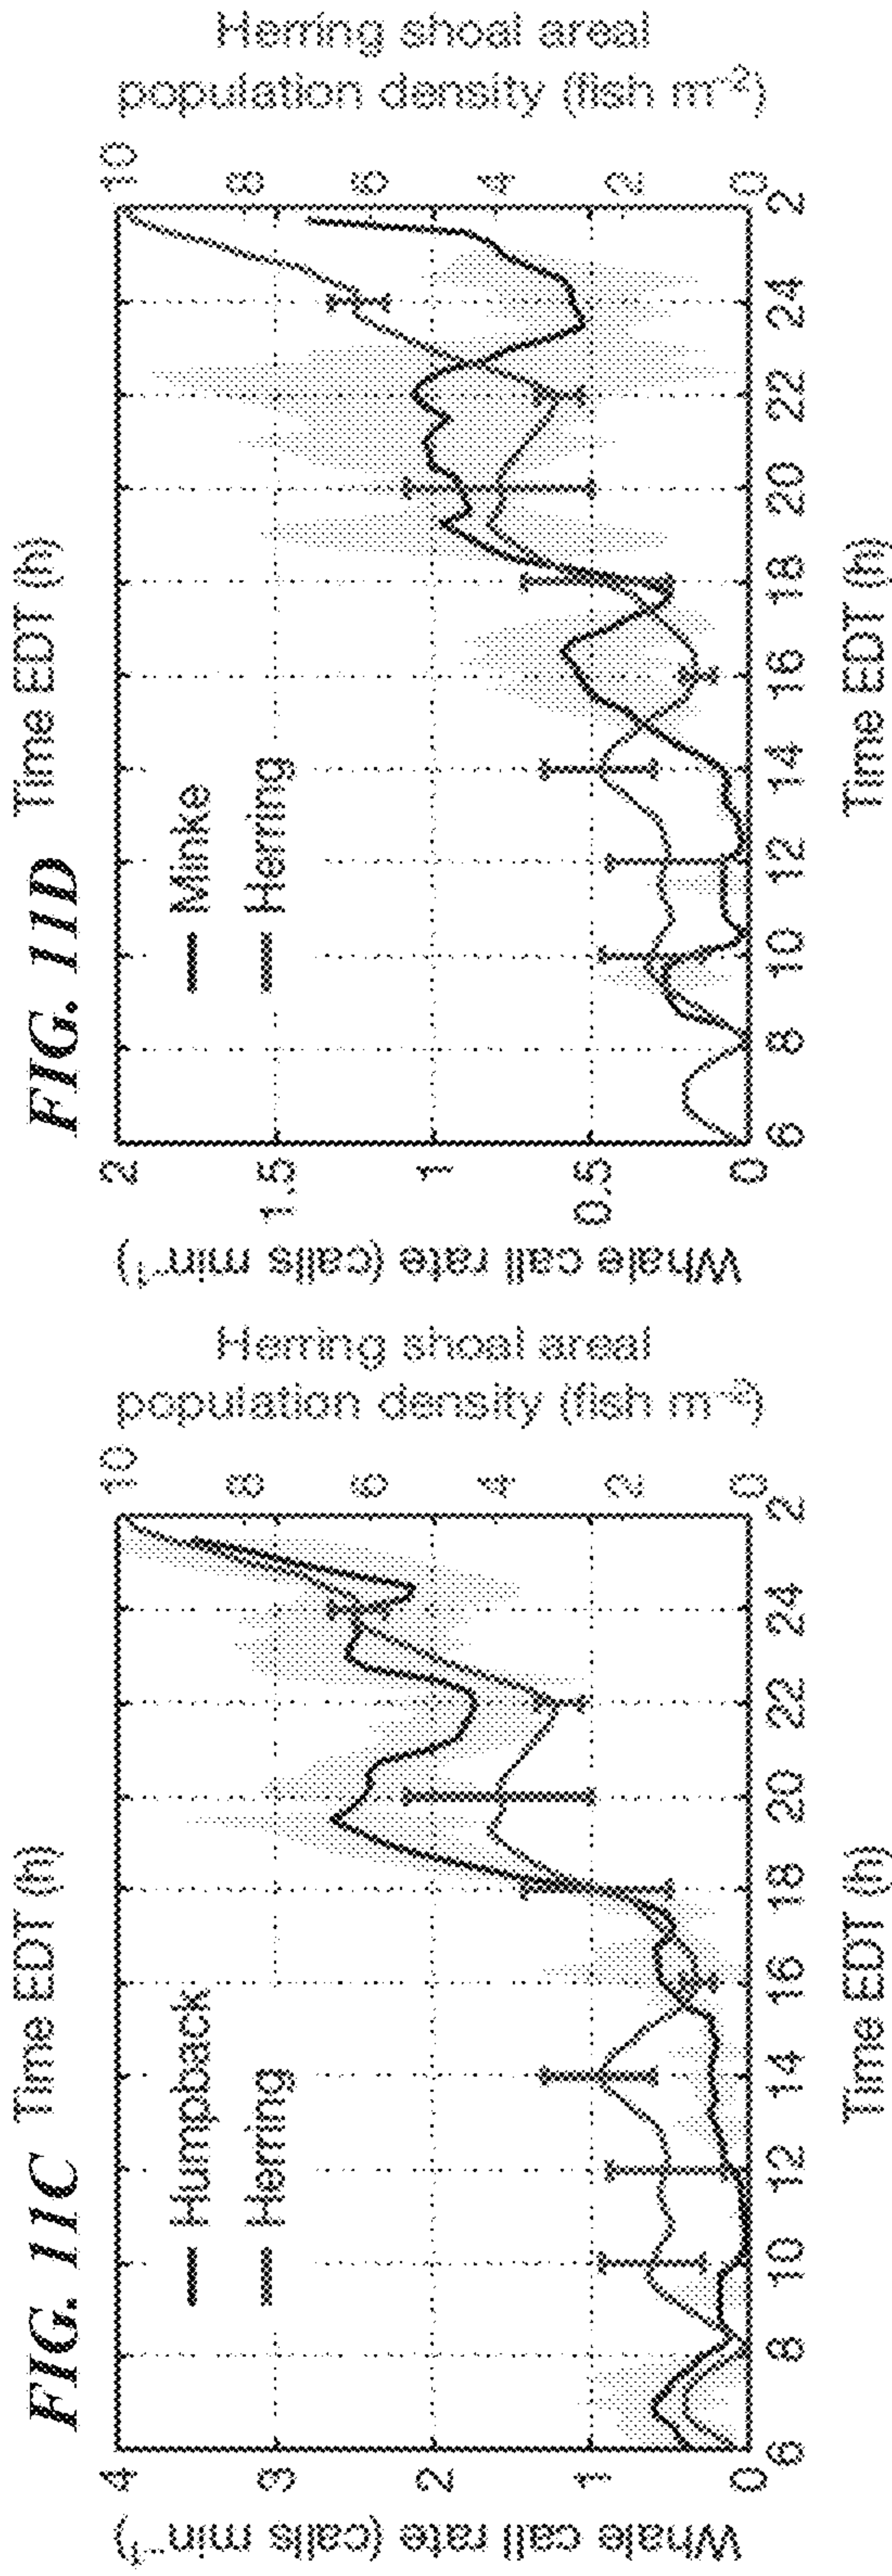 FIG. 11C
Time EDT (h)
Whale call rate (calls min⁻¹)
4
3
2
1
0
Humpback
Herring
10
8
6
4
2
0
Herring shoal areal
population density (fish m⁻²)
6 8 10 12 14 16 18 20 22 24 2
Time EDT (h)
FIG. 11D
Time EDT (h)
Whale call rate (calls min⁻¹)
2
1.5
1
0.5
0
Minke
Herring
10
8
6
4
2
0
Herring shoal areal
population density (fish m⁻²)
6 8 10 12 14 16 18 20 22 24 2
Time EDT (h)